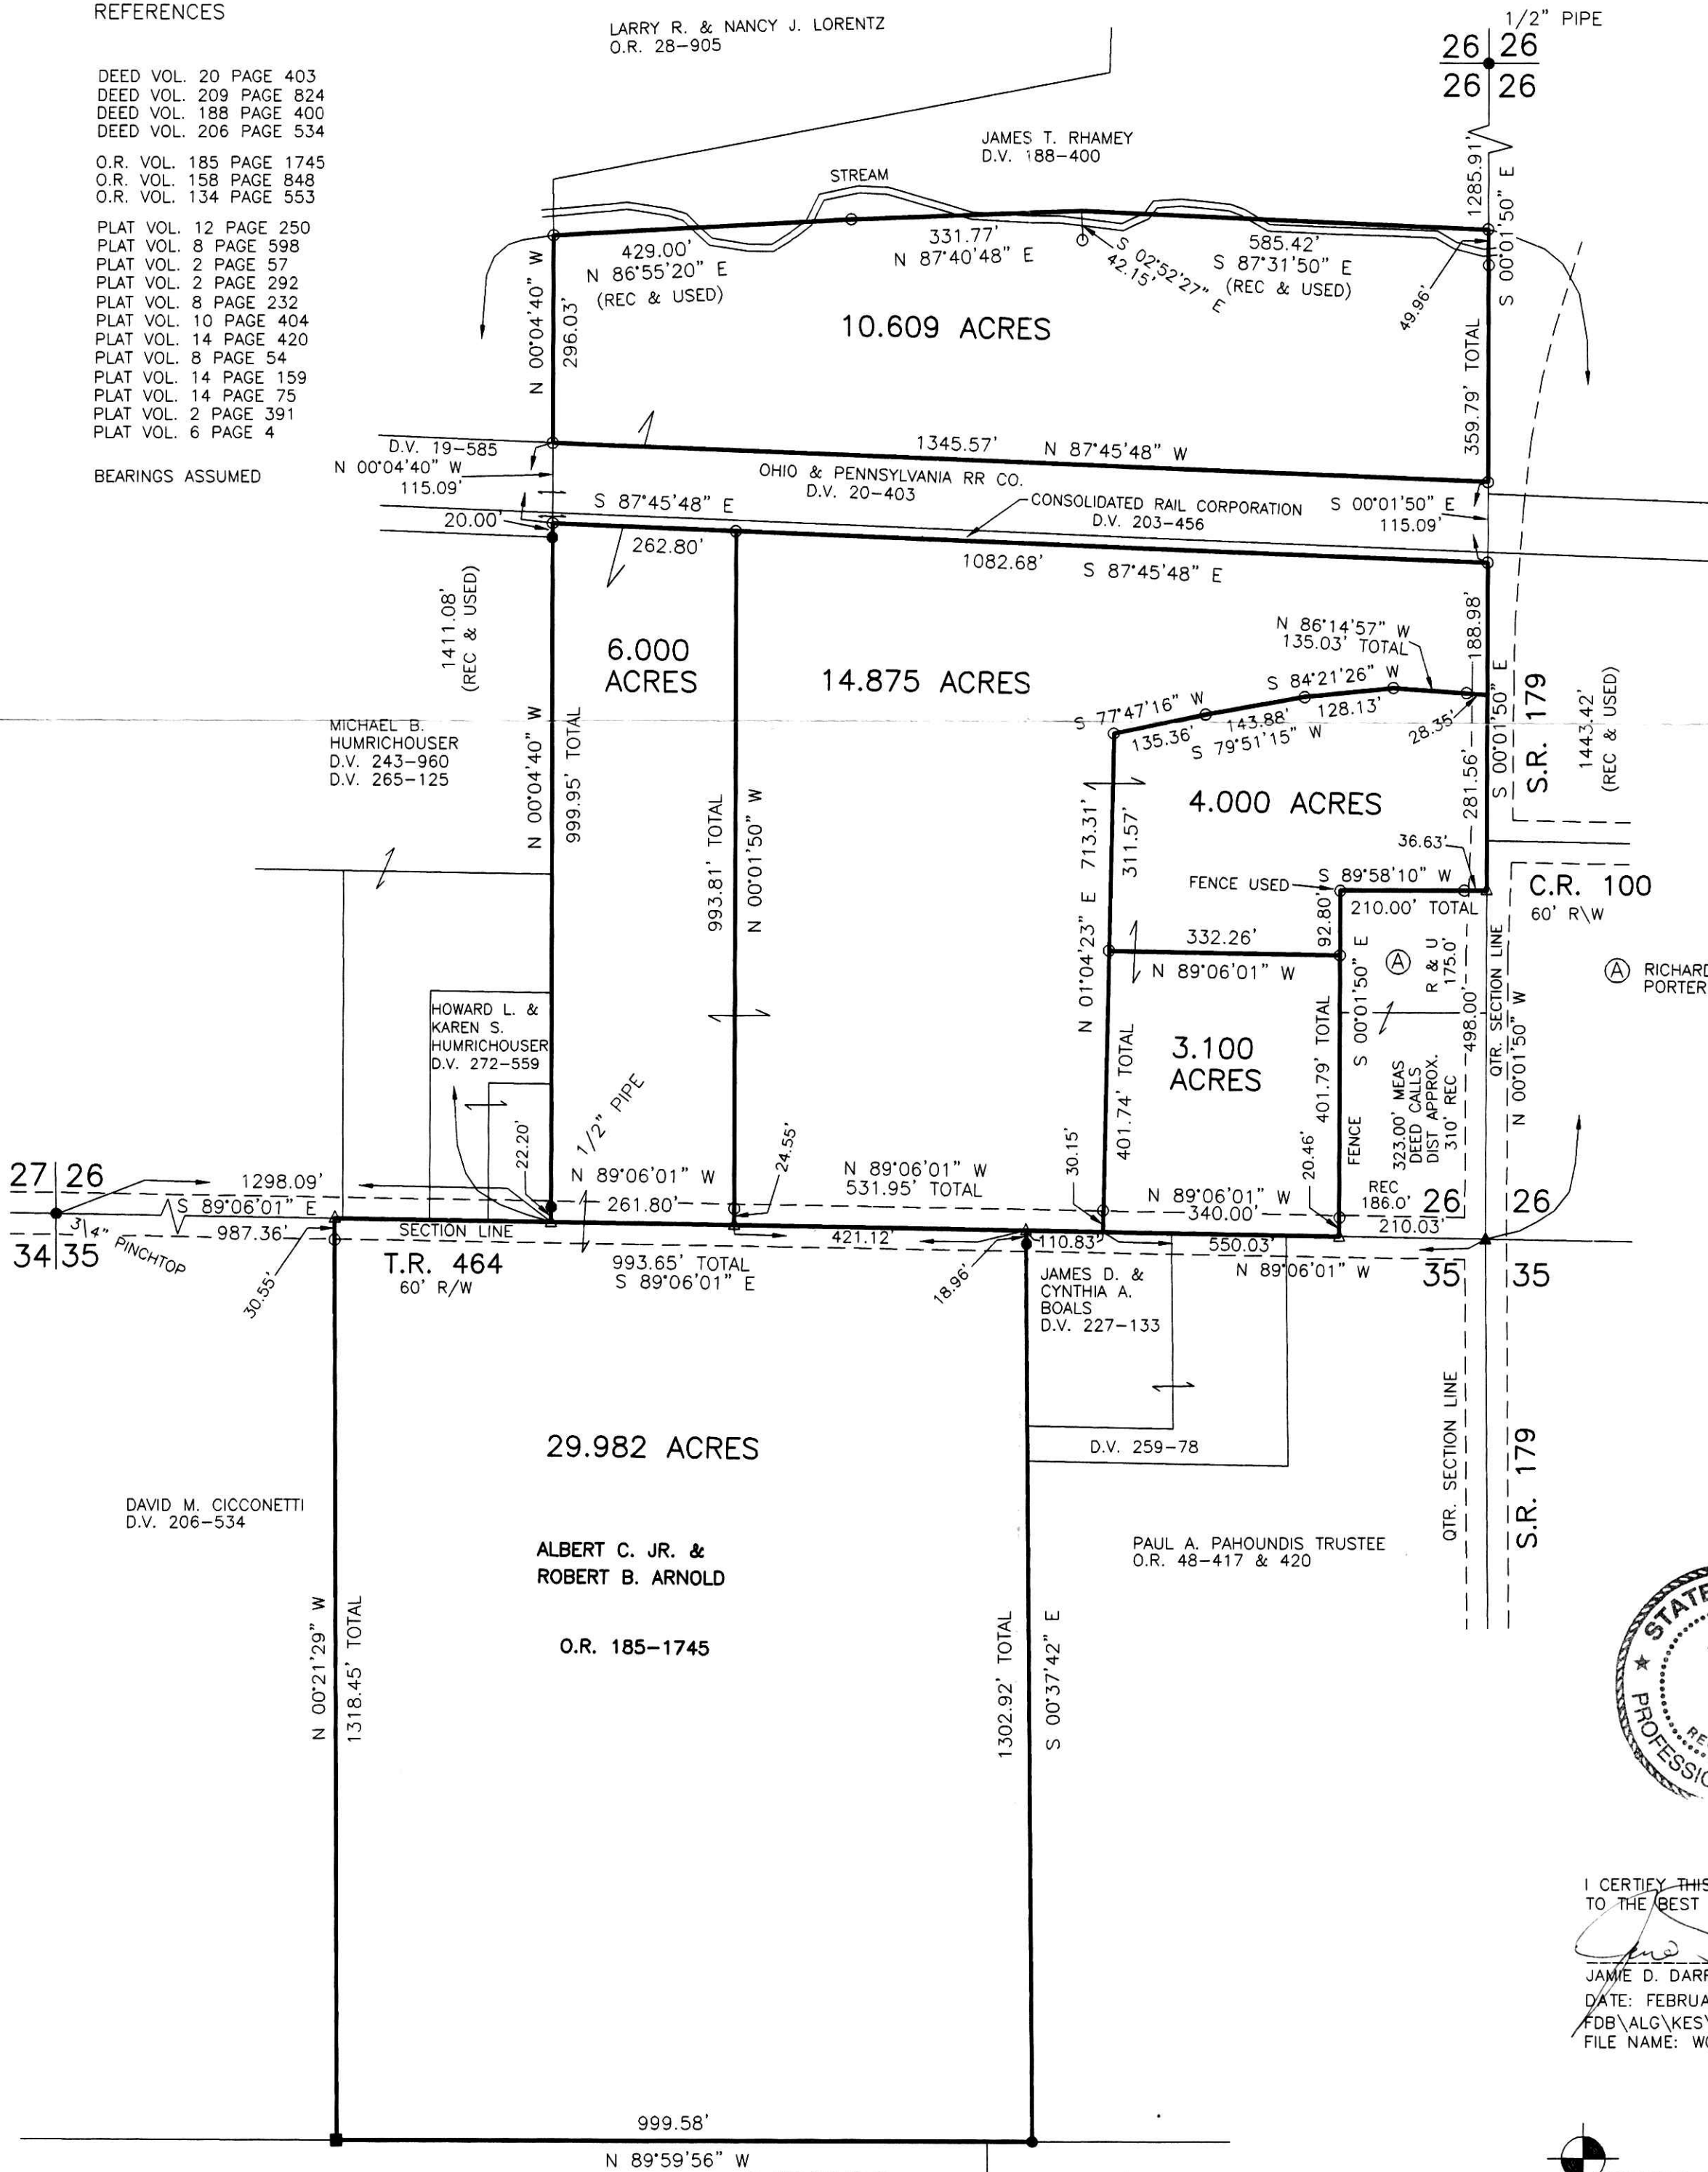 REFERENCES
DEED VOL. 20 PAGE 403
DEED VOL. 209 PAGE 824
DEED VOL. 188 PAGE 400
DEED VOL. 206 PAGE 534
O.R. VOL. 185 PAGE 1745
O.R. VOL. 158 PAGE 848
O.R. VOL. 134 PAGE 553
PLAT VOL. 12 PAGE 250
PLAT VOL. 8 PAGE 598
PLAT VOL. 2 PAGE 57
PLAT VOL. 2 PAGE 292
PLAT VOL. 8 PAGE 232
PLAT VOL. 10 PAGE 404
PLAT VOL. 14 PAGE 420
PLAT VOL. 8 PAGE 54
PLAT VOL. 14 PAGE 159
PLAT VOL. 14 PAGE 75
PLAT VOL. 2 PAGE 391
PLAT VOL. 6 PAGE 4
BEARINGS ASSUMED
LARRY R. & NANCY J. LORENTZ
O.R. 28-905
1/2" PIPE
26 26
26 26
JAMES T. RHAMEY
D.V. 188-400
STREAM
1285.91'
S 00°01'50" E
429.00'
N 86°55'20" E
(REC & USED)
331.77'
N 87°40'48" E
S 02°52'27" E
42.15'
585.42'
S 87°31'50" E
(REC & USED)
49.96'
N 00°04'40" W
296.03'
10.609 ACRES
359.79' TOTAL
D.V. 19-585
N 00°04'40" W
115.09'
1345.57' N 87°45'48" W
OHIO & PENNSYLVANIA RR CO.
D.V. 20-403
CONSOLIDATED RAIL CORPORATION
D.V. 203-456
S 00°01'50" E
115.09'
20.00'
S 87°45'48" E
262.80'
1082.68' S 87°45'48" E
1411.08'
(REC & USED)
6.000
ACRES
14.875 ACRES
N 86°14'57" W
135.03' TOTAL
188.98'
S 00°01'50" E
S.R. 179
1443.42'
(REC & USED)
S 77°47'16" W
135.36'
143.88'
S 79°51'15" W
S 84°21'26" W
128.13'
28.35'
MICHAEL B.
HUMRICHOUSER
D.V. 243-960
D.V. 265-125
N 00°04'40" W
999.95' TOTAL
993.81' TOTAL
N 00°01'50" W
4.000 ACRES
281.56'
N 01°04'23" E 713.31'
311.57'
36.63'
FENCE USED
S 89°58'10" W
210.00' TOTAL
C.R. 100
60' R\W
92.80'
332.26'
N 89°06'01" W
S 00°01'50" E
A
R & U
175.0'
498.00'
QTR. SECTION LINE
N 00°01'50" W
A RICHARD
PORTER
HOWARD L. &
KAREN S.
HUMRICHOUSER
D.V. 272-559
3.100
ACRES
401.74' TOTAL
401.79' TOTAL
FENCE
323.00' MEAS
DEED CALLS
DIST APPROX.
310' REC
22.20'
1/2" PIPE
24.55'
30.15'
20.46'
27 26
34 35
3\4" PINCHTOP
1298.09'
S 89°06'01" E
987.36'
SECTION LINE
N 89°06'01" W
261.80'
N 89°06'01" W
531.95' TOTAL
N 89°06'01" W
340.00'
REC
186.0'
210.03'
26 26
35 35
30.55'
T.R. 464
60' R/W
421.12'
993.65' TOTAL
S 89°06'01" E
18.96'
110.83'
550.03'
N 89°06'01" W
JAMES D. &
CYNTHIA A.
BOALS
D.V. 227-133
D.V. 259-78
29.982 ACRES
DAVID M. CICCONETTI
D.V. 206-534
ALBERT C. JR. &
ROBERT B. ARNOLD
O.R. 185-1745
PAUL A. PAHOUNDIS TRUSTEE
O.R. 48-417 & 420
QTR. SECTION LINE
S.R. 179
N 00°21'29" W
1318.45' TOTAL
1302.92' TOTAL
S 00°37'42" E
STATE
I CERTIFY THIS
TO THE BEST
JAMIE D.
DATE:
FDB\ALG\KES\
FILE NAME:
999.58'
N 89°59'56" W